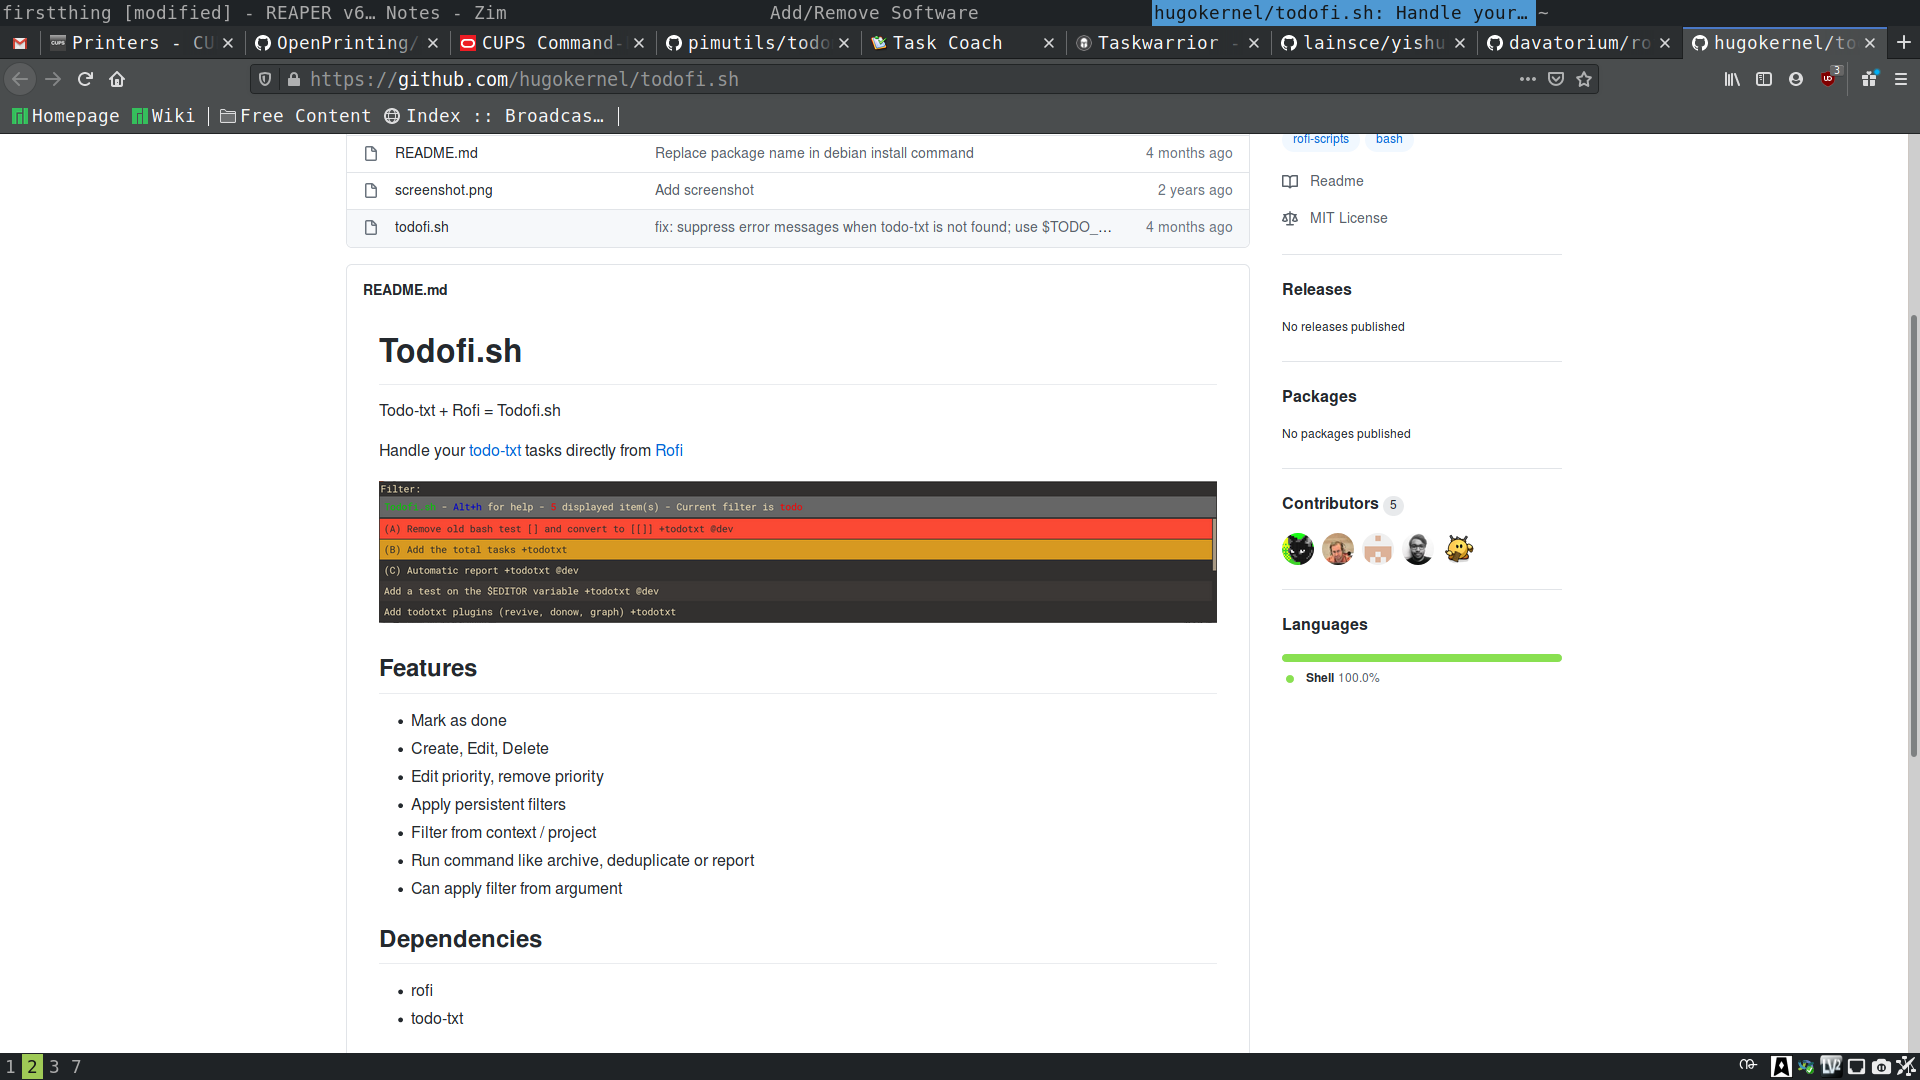 firstthing [modified] - REAPER v6… Notes - Zim Add/Remove Software hugokernel/todofi.sh: Handle your… ~
Printers - CU OpenPrinting/ CUPS Command- pimutils/todo Task Coach Taskwarrior - lainsce/yishu davatorium/ro hugokernel/to
https://github.com/hugokernel/todofi.sh 3
Homepage Wiki Free Content Index :: Broadcas…
rofi-scripts bash
README.md Replace package name in debian install command 4 months ago
Readme
screenshot.png Add screenshot 2 years ago
MIT License
todofi.sh fix: suppress error messages when todo-txt is not found; use $TODO_… 4 months ago
README.md
Releases
No releases published
Todofi.sh
Todo-txt + Rofi = Todofi.sh
Packages
No packages published
Handle your todo-txt tasks directly from Rofi
Filter:
Todofi.sh - Alt+h for help - 5 displayed item(s) - Current filter is todo
(A) Remove old bash test [] and convert to [[]] +todotxt @dev
(B) Add the total tasks +todotxt
(C) Automatic report +todotxt @dev
Add a test on the $EDITOR variable +todotxt @dev
Add todotxt plugins (revive, donow, graph) +todotxt
Contributors 5
Languages
Shell 100.0%
Features
• Mark as done
• Create, Edit, Delete
• Edit priority, remove priority
• Apply persistent filters
• Filter from context / project
• Run command like archive, deduplicate or report
• Can apply filter from argument
Dependencies
• rofi
• todo-txt
1 2 3 7 LV2